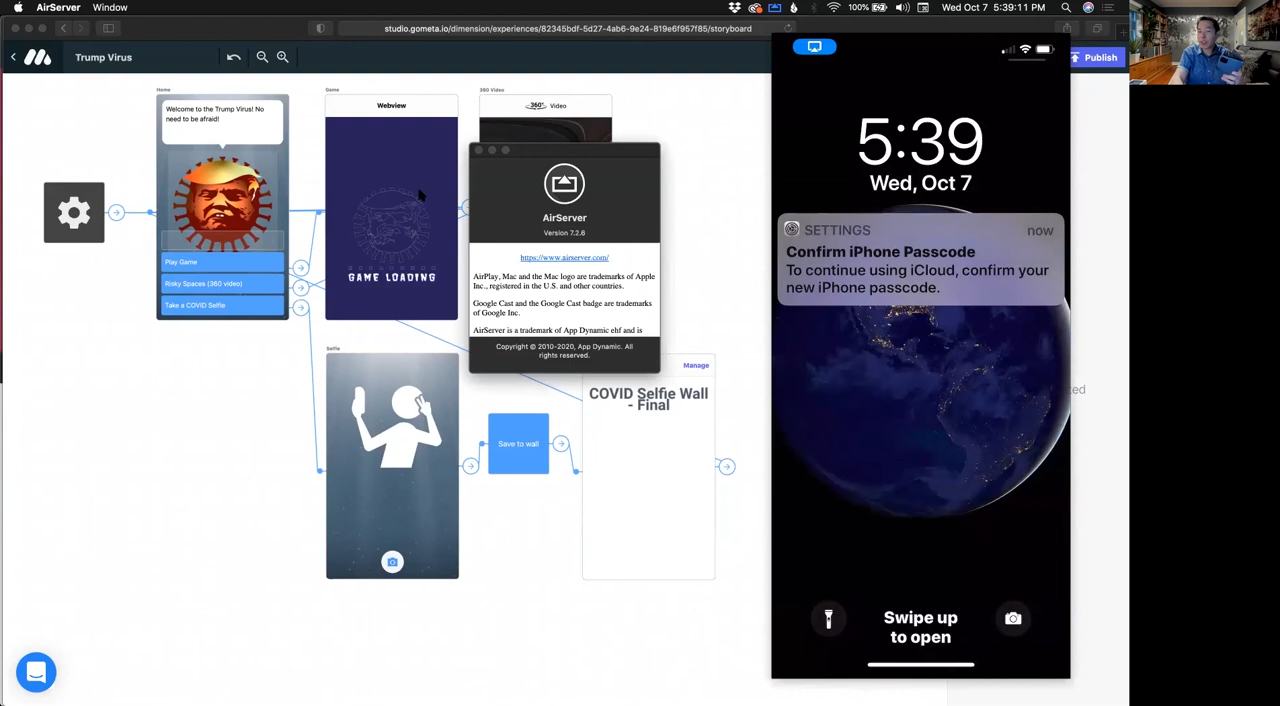 AirServer Window
100%
Wed Oct 7 5:39:11 PM
studio.gometa.io/dimension/experiences/82345bdf-5d27-4ab6-9e24-819e6f957f85/storyboard
Trump Virus
Publish
Home
Welcome to the Trump Virus! No
need to be afraid!
Play Game
Risky Spaces (360 video)
Take a COVID Selfie
Game
Webview
GAME LOADING
360 Video
360° Video
AirServer
Version 7.2.6
https://www.airserver.com/
AirPlay, Mac and the Mac logo are trademarks of Apple
Inc., registered in the U.S. and other countries.
Google Cast and the Google Cast badge are trademarks
of Google Inc.
AirServer is a trademark of App Dynamic ehf and is
Copyright © 2010-2020, App Dynamic. All
rights reserved.
Selfie
Save to wall
Manage
COVID Selfie Wall
- Final
ed
5:39
Wed, Oct 7
SETTINGS
now
Confirm iPhone Passcode
To continue using iCloud, confirm your
new iPhone passcode.
Swipe up
to open